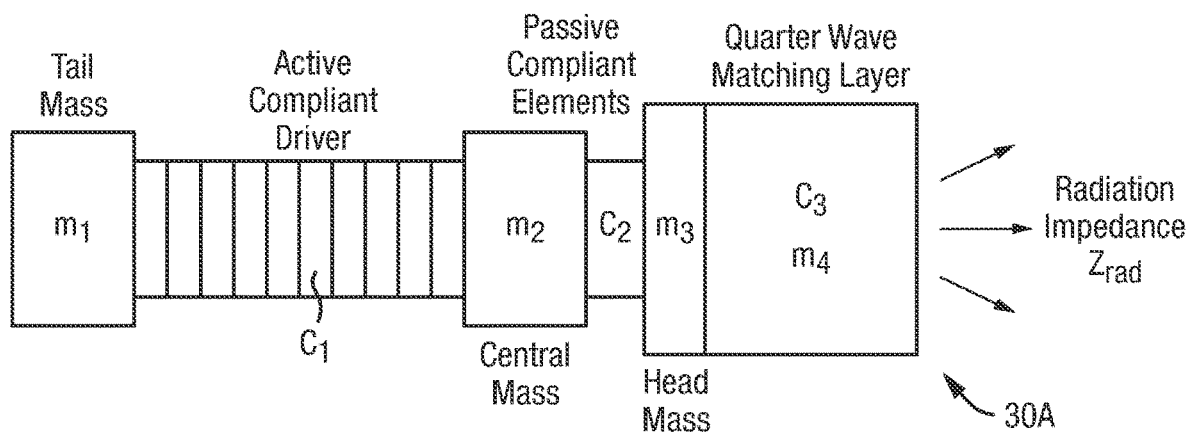 Tail
Mass
Active
Compliant
Driver
Passive
Compliant
Elements
Quarter Wave
Matching Layer
m1
C1
m2
C2
m3
C3
m4
Radiation
Impedance
Zrad
Central
Mass
Head
Mass
30A